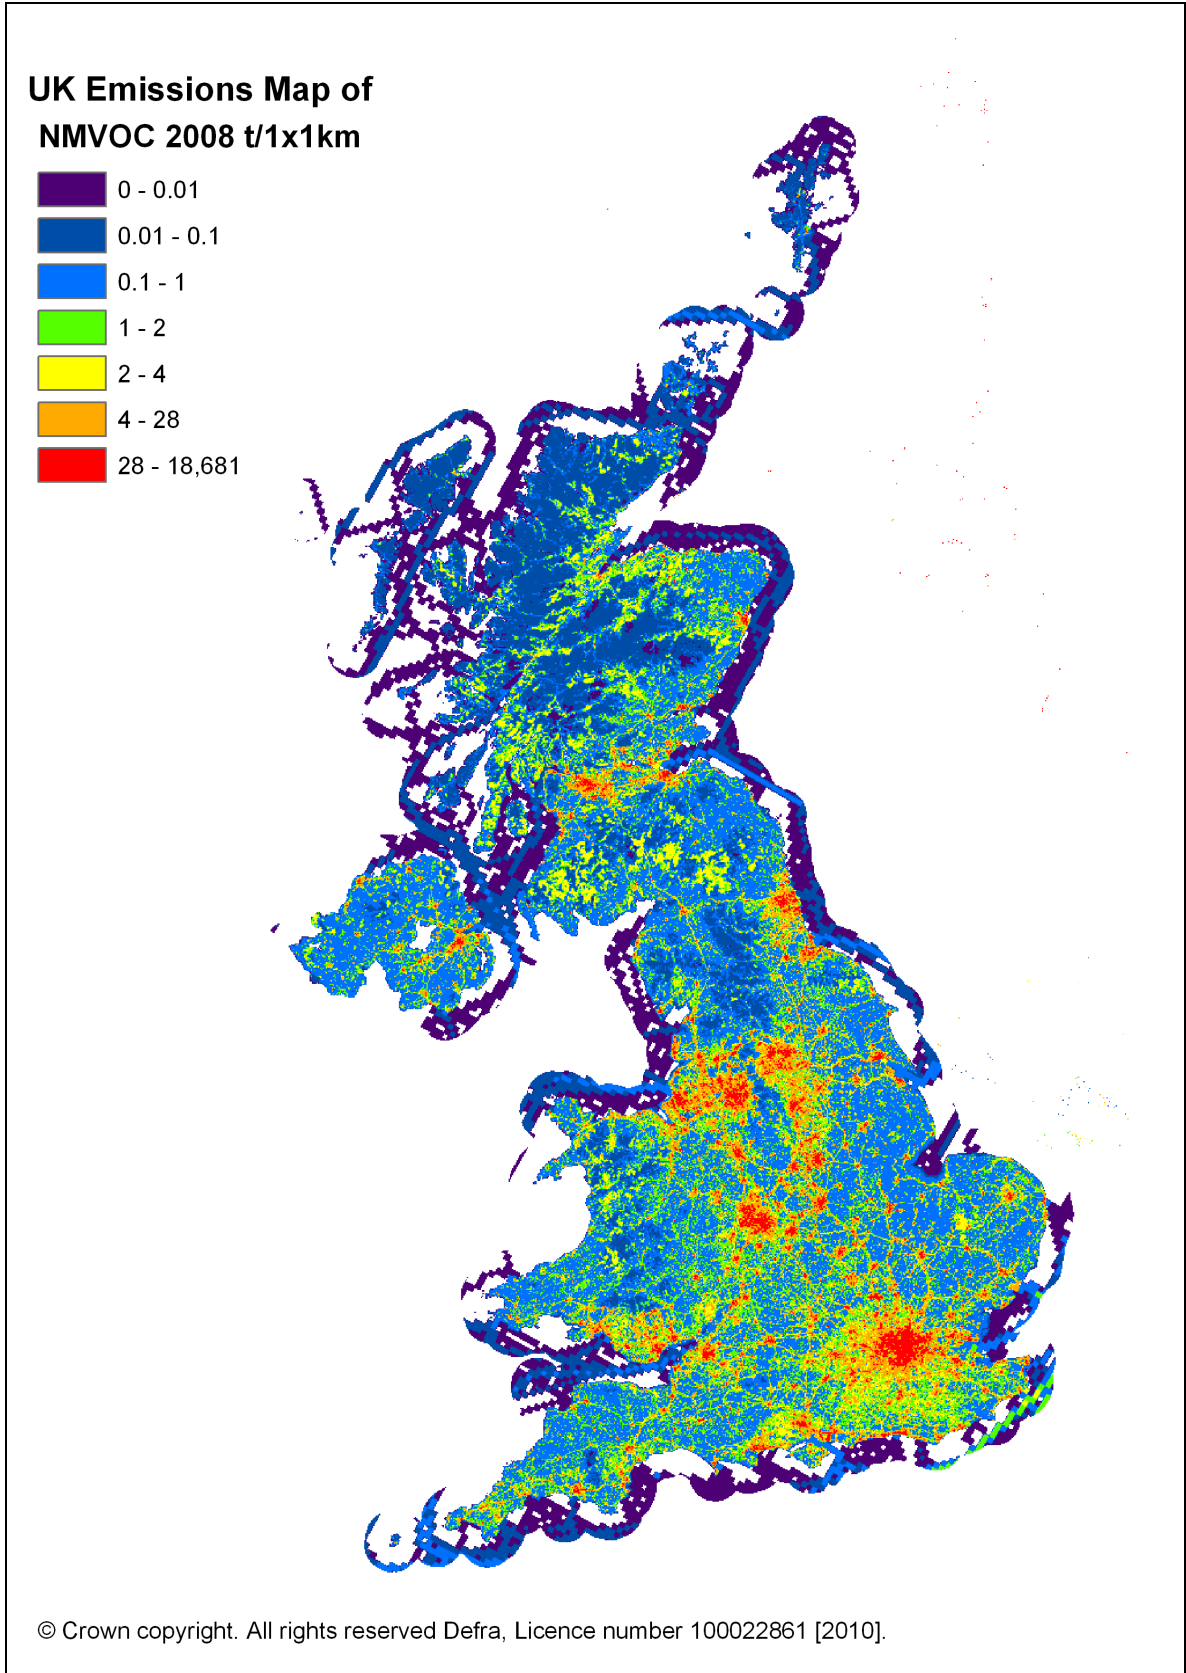 UK Emissions Map of
NMVOC 2008 t/1x1km
0 - 0.01
0.01 - 0.1
0.1 - 1
1 - 2
2 - 4
4 - 28
28 - 18,681
© Crown copyright. All rights reserved Defra, Licence number 100022861 [2010].